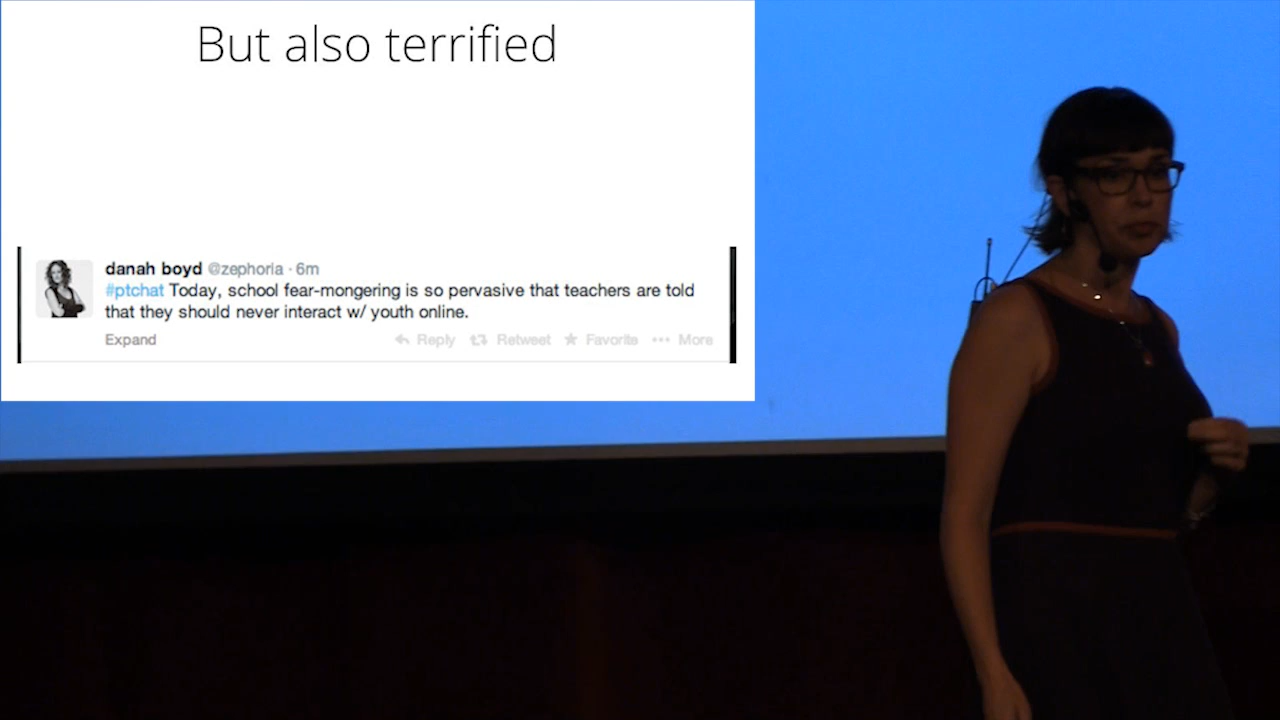 But also terrified
danah boyd @zephoria · 6m
#ptchat Today, school fear-mongering is so pervasive that teachers are told
that they should never interact w/ youth online.
Expand Reply Retweet Favorite More